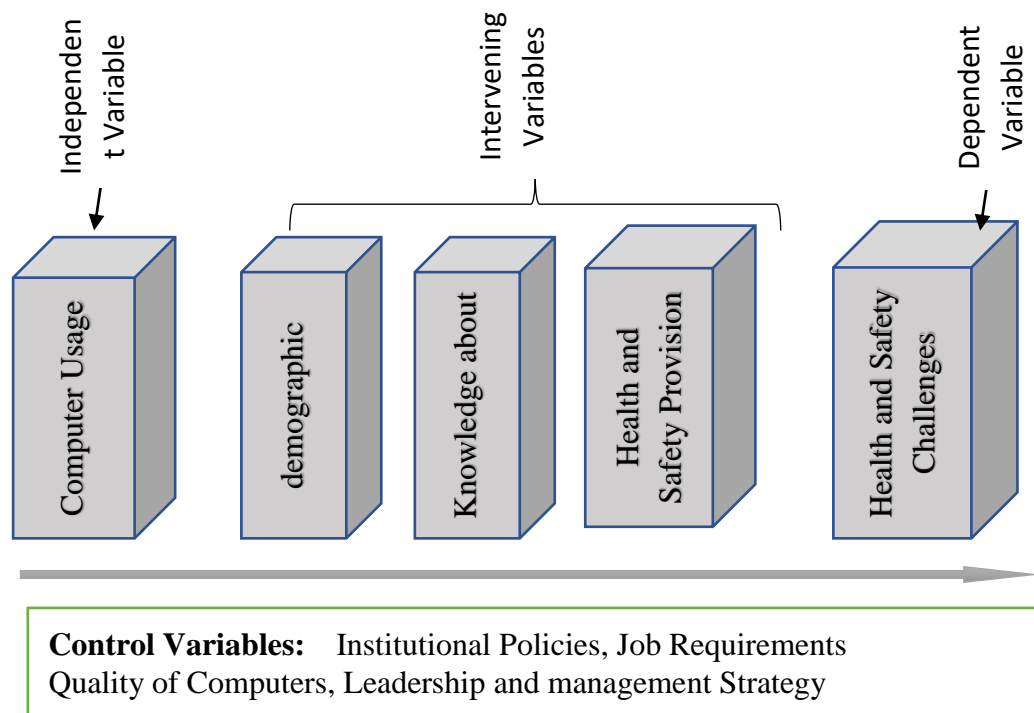 Independen
t Variable
Intervening
Variables
Dependent
Variable
Computer Usage
demographic
Knowledge about
Health and
Safety Provision
Health and Safety
Challenges
Control Variables: Institutional Policies, Job Requirements
Quality of Computers, Leadership and management Strategy